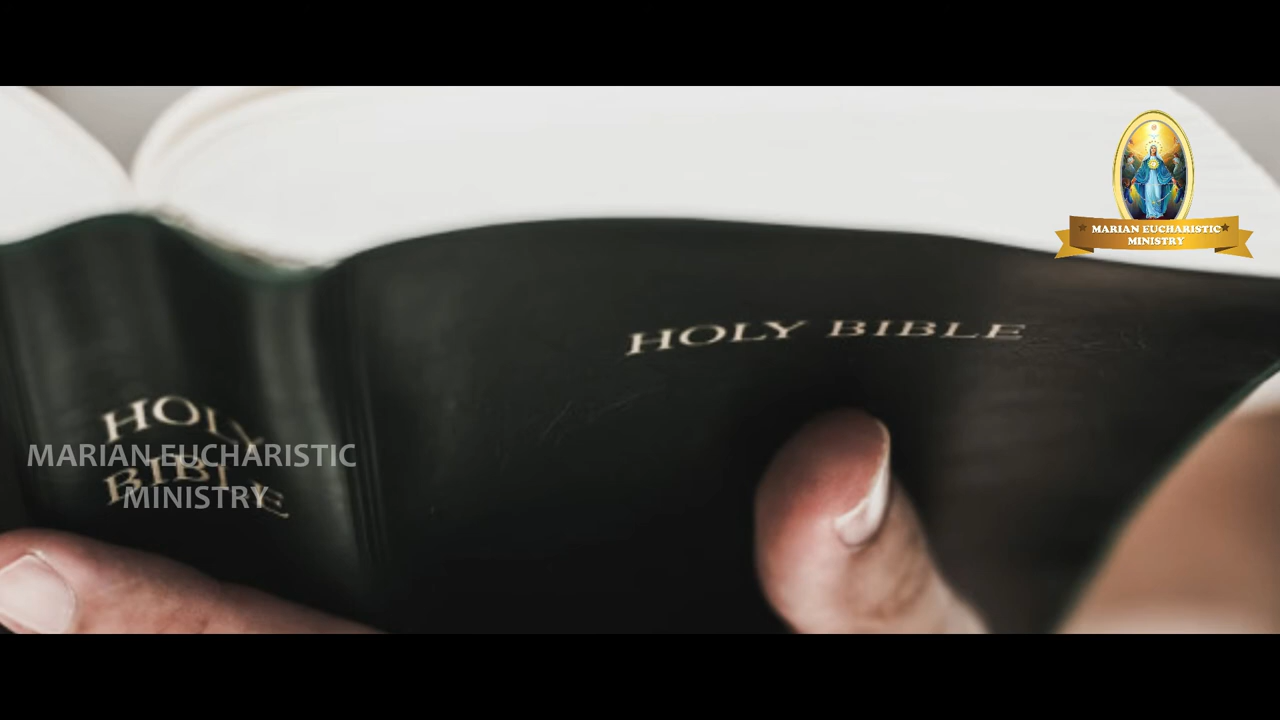 MARIAN EUCHARISTIC
MINISTRY
HOLY BIBLE
HOLY
BIBLE
MARIAN EUCHARISTIC
MINISTRY